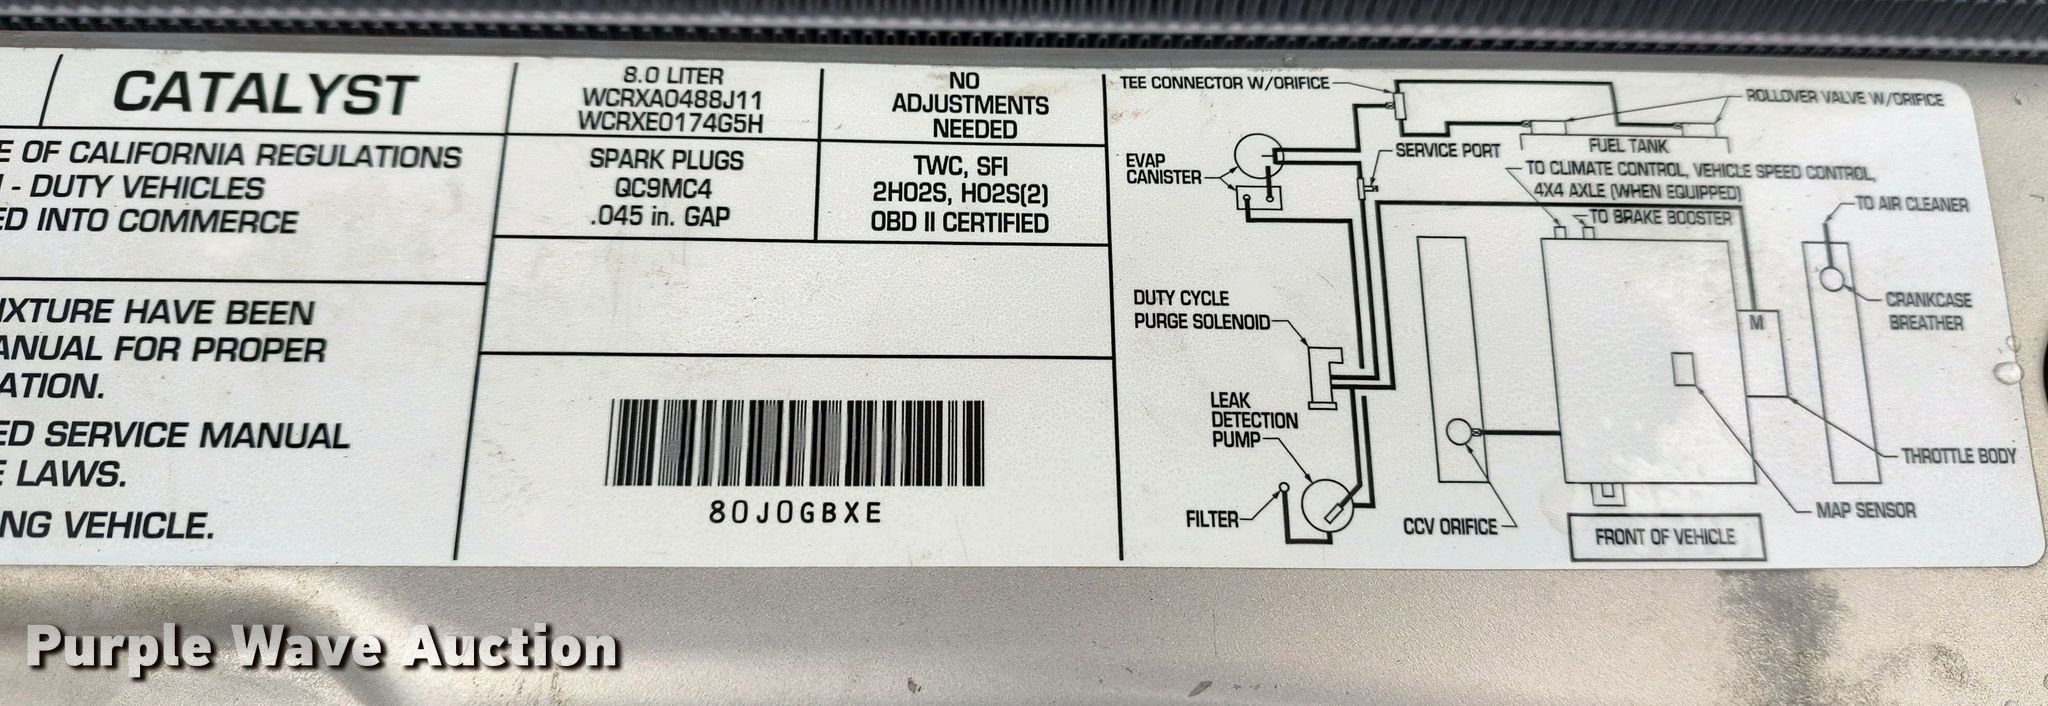 CATALYST
E OF CALIFORNIA REGULATIONS
- DUTY VEHICLES
ED INTO COMMERCE
IXTURE HAVE BEEN
ANUAL FOR PROPER
ATION.
ED SERVICE MANUAL
E LAWS.
NG VEHICLE.
8.0 LITER
WCRXA0488J11
WCRXE0174G5H
NO
ADJUSTMENTS
NEEDED
SPARK PLUGS
QC9MC4
.045 in. GAP
TWC, SFI
2HO2S, HO2S(2)
OBD II CERTIFIED
80J0GBXE
TEE CONNECTOR W/ORIFICE
ROLLOVER VALVE W/ORIFICE
FUEL TANK
SERVICE PORT
EVAP
CANISTER
TO CLIMATE CONTROL, VEHICLE SPEED CONTROL,
4X4 AXLE (WHEN EQUIPPED)
TO BRAKE BOOSTER
TO AIR CLEANER
CRANKCASE
BREATHER
DUTY CYCLE
PURGE SOLENOID
M
LEAK
DETECTION
PUMP
THROTTLE BODY
FILTER
CCV ORIFICE
MAP SENSOR
FRONT OF VEHICLE
Purple Wave Auction